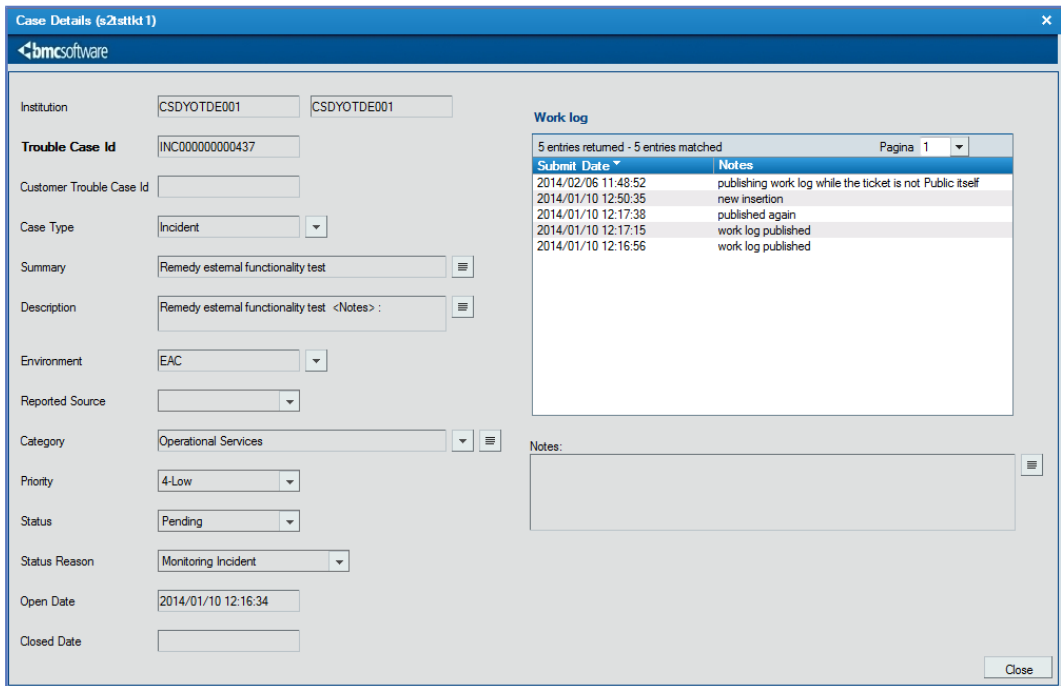 Case Details (s2tsttkt1)
bmcsoftware
Institution CSDYOTDE001 CSDYOTDE001
Trouble Case Id INC000000000437
Customer Trouble Case Id
Case Type Incident
Summary Remedy esternal functionality test
Description Remedy esternal functionality test <Notes> :
Environment EAC
Reported Source
Category Operational Services
Priority 4-Low
Status Pending
Status Reason Monitoring Incident
Open Date 2014/01/10 12:16:34
Closed Date
Work log
5 entries returned - 5 entries matched Pagina 1
Submit Date Notes
2014/02/06 11:48:52 publishing work log while the ticket is not Public itself
2014/01/10 12:50:35 new insertion
2014/01/10 12:17:38 published again
2014/01/10 12:17:15 work log published
2014/01/10 12:16:56 work log published
Notes:
Close